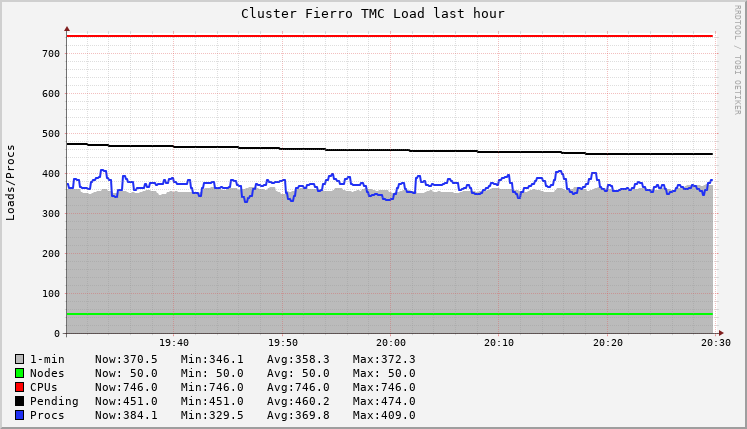 Cluster Fierro TMC Load last hour
RRDTOOL / TOBI OETIKER
Loads/Procs
700
600
500
400
300
200
100
0
19:40 19:50 20:00 20:10 20:20 20:30
1-min Now:370.5 Min:346.1 Avg:358.3 Max:372.3
Nodes Now: 50.0 Min: 50.0 Avg: 50.0 Max: 50.0
CPUs Now:746.0 Min:746.0 Avg:746.0 Max:746.0
Pending Now:451.0 Min:451.0 Avg:460.2 Max:474.0
Procs Now:384.1 Min:329.5 Avg:369.8 Max:409.0